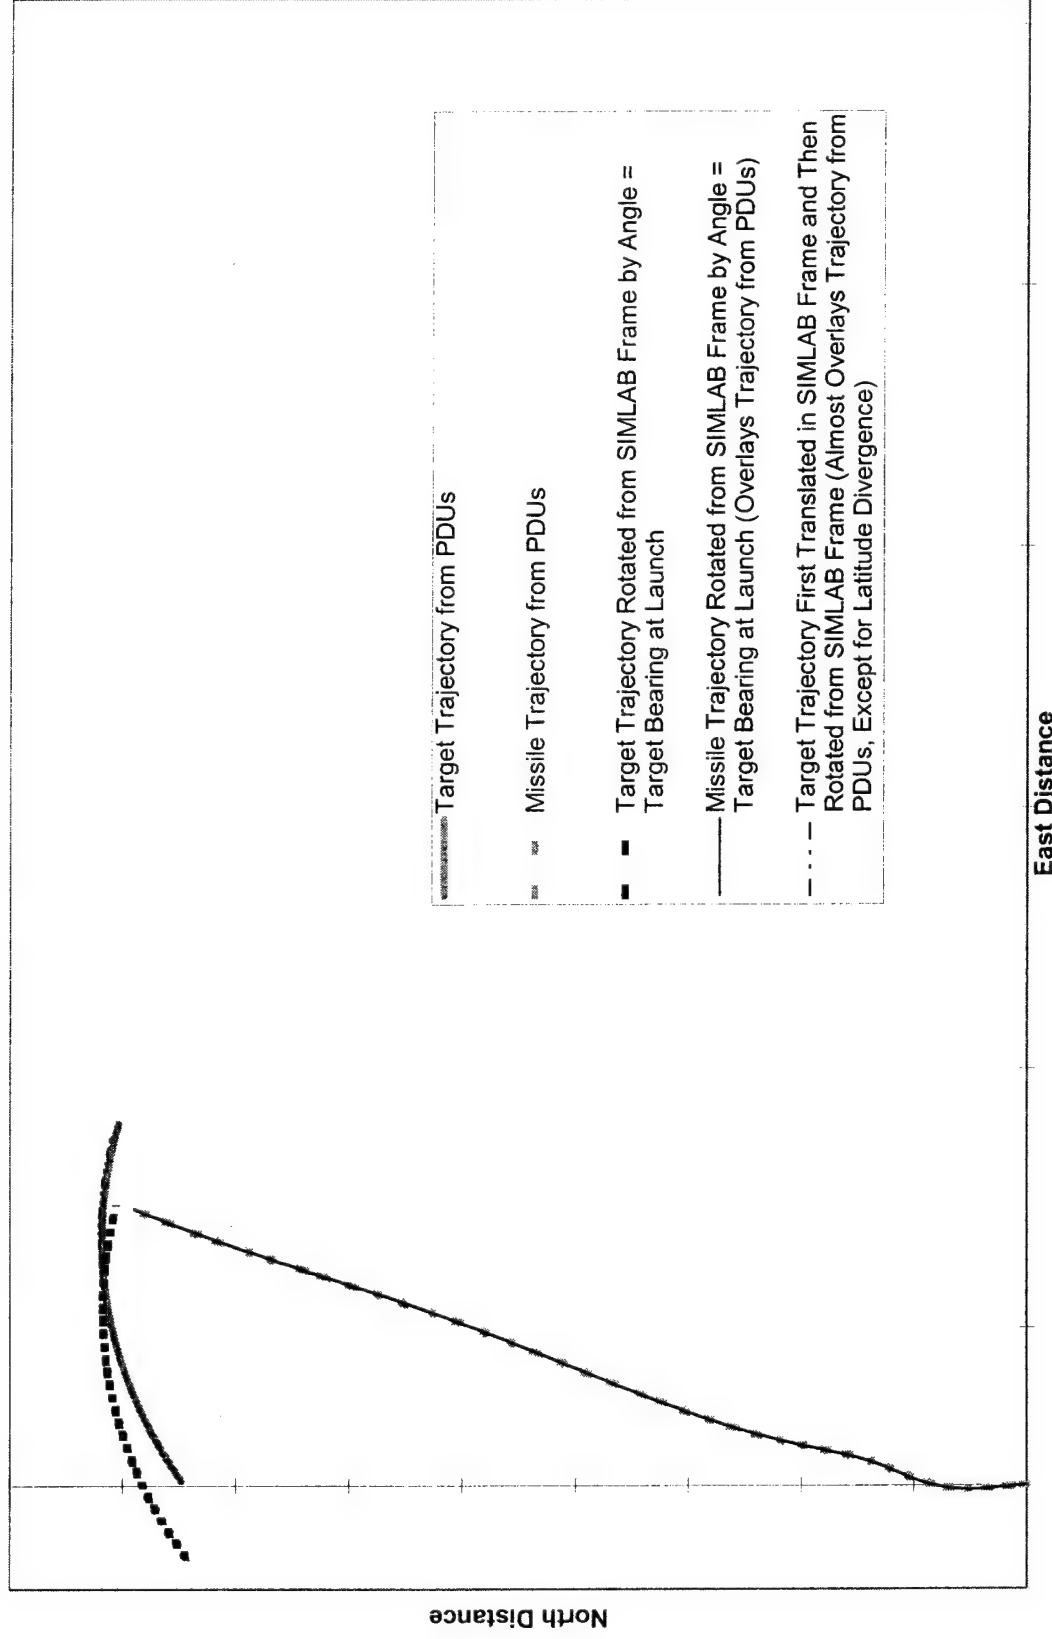 North Distance
Target Trajectory from PDUs
Missile Trajectory from PDUs
Target Trajectory Rotated from SIMLAB Frame by Angle =
Target Bearing at Launch
Missile Trajectory Rotated from SIMLAB Frame by Angle =
Target Bearing at Launch (Overlays Trajectory from PDUs)
Target Trajectory First Translated in SIMLAB Frame and Then
Rotated from SIMLAB Frame (Almost Overlays Trajectory from
PDUs, Except for Latitude Divergence)
East Distance